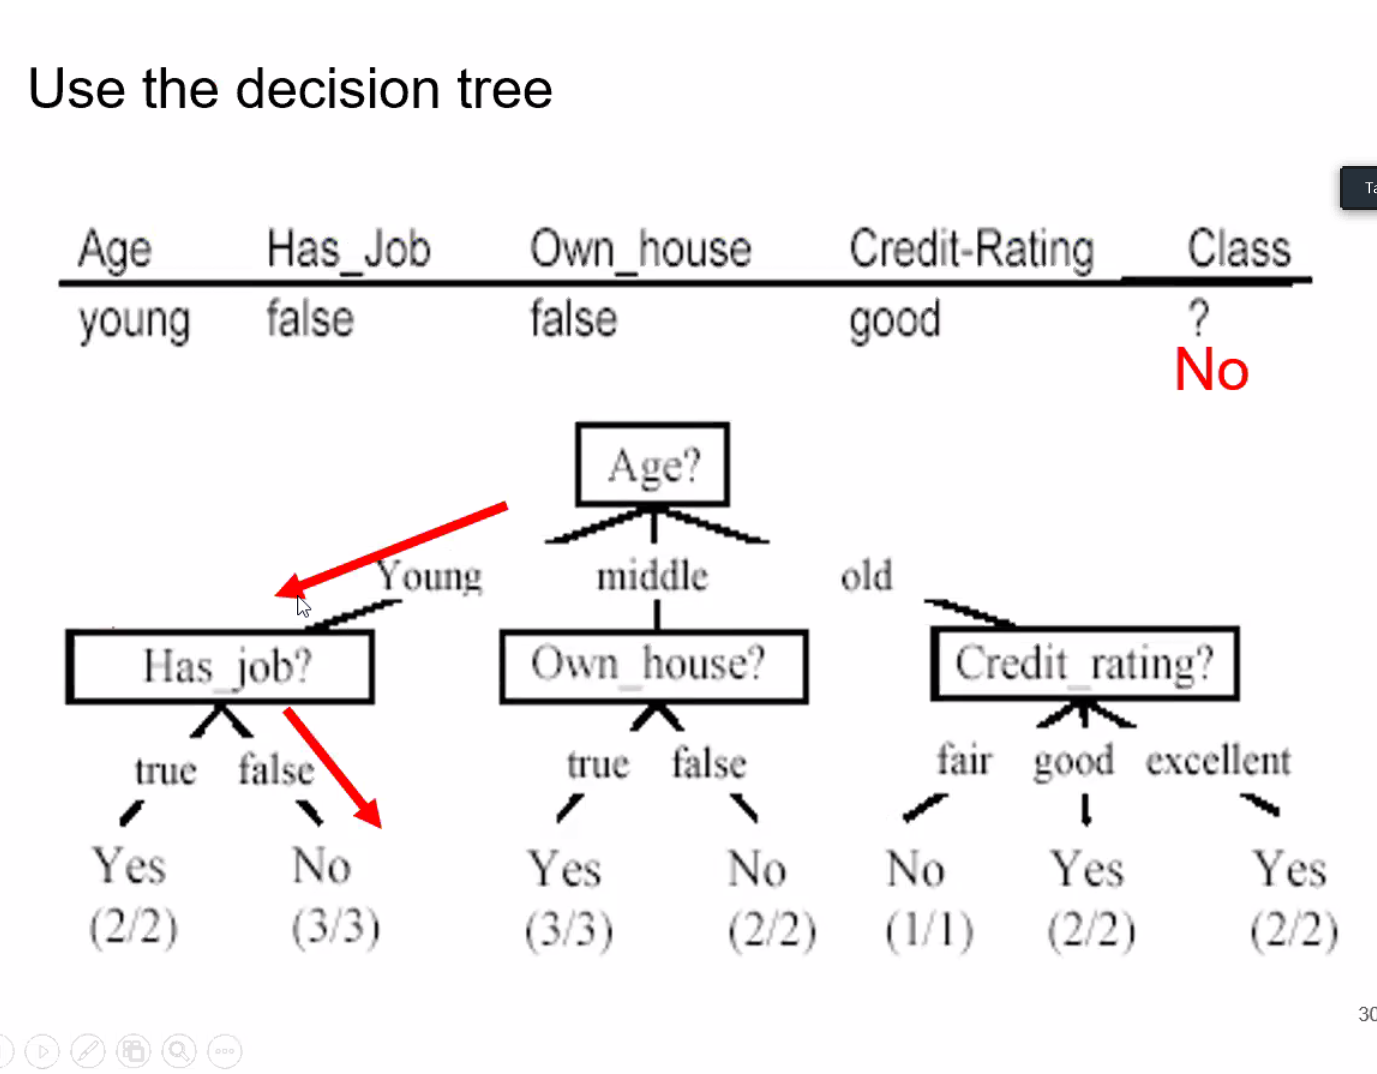 Use the decision tree
Ta
Age Has_Job Own_house Credit-Rating Class
young false false good ?
No
Age?
Young middle old
Has_job? Own_house? Credit_rating?
true false true false fair good excellent
Yes No Yes No No Yes Yes
(2/2) (3/3) (3/3) (2/2) (1/1) (2/2) (2/2)
30